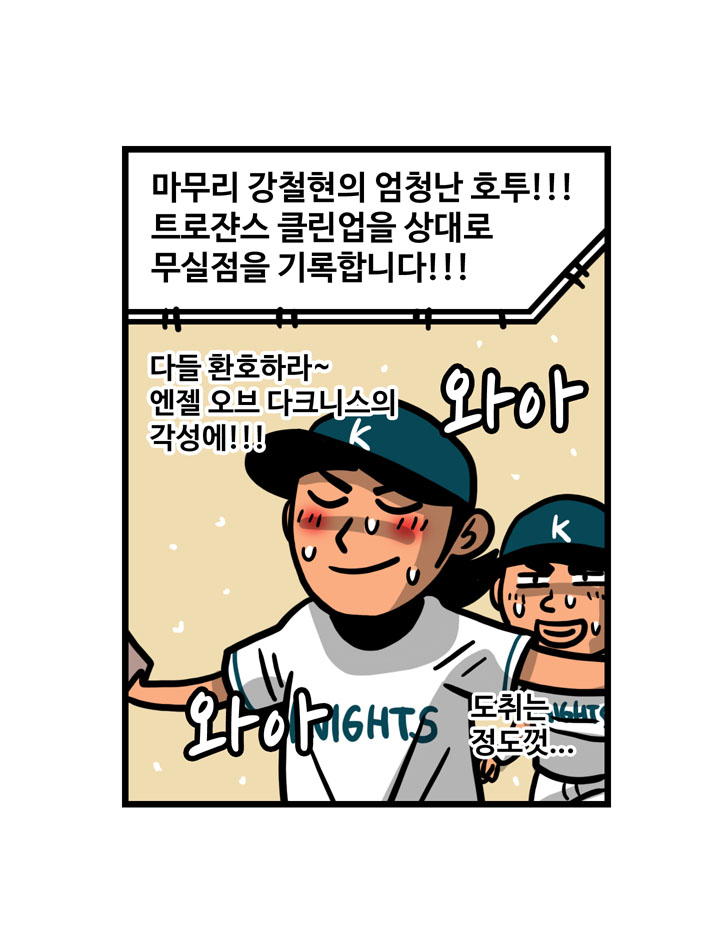 마무리 강철현의 엄청난 호투!!!
트로쟌스 클린업을 상대로
무실점을 기록합니다!!!
다들 환호하라~
엔젤 오브 다크니스의
각성에!!!
와아
K
K
와아
KNIGHTS
도취는
정도껏...
NIGHTS